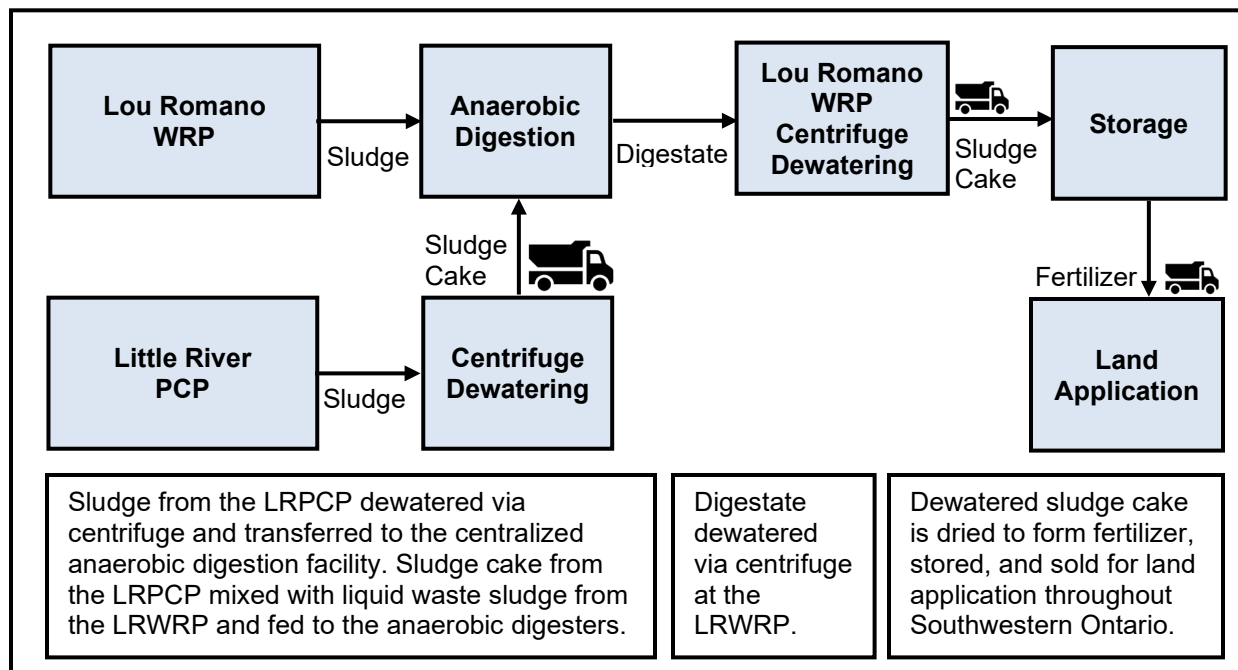 Lou Romano
WRP
Sludge
Anaerobic
Digestion
Digestate
Lou Romano
WRP
Centrifuge
Dewatering
Sludge
Cake
Storage
Sludge
Cake
Fertilizer
Little River
PCP
Sludge
Centrifuge
Dewatering
Land
Application
Sludge from the LRPCP dewatered via
centrifuge and transferred to the centralized
anaerobic digestion facility. Sludge cake from
the LRPCP mixed with liquid waste sludge from
the LRWRP and fed to the anaerobic digesters.
Digestate
dewatered
via centrifuge
at the
LRWRP.
Dewatered sludge cake
is dried to form fertilizer,
stored, and sold for land
application throughout
Southwestern Ontario.